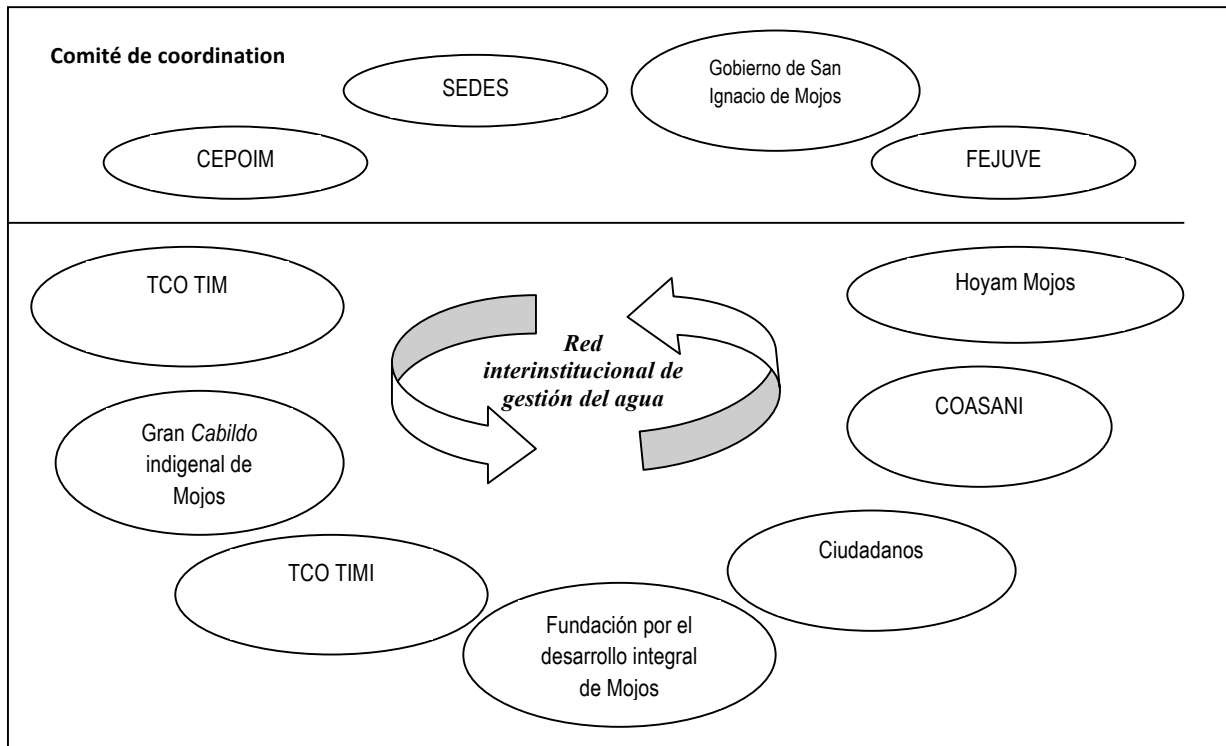 Comité de coordination
SEDES
Gobierno de San
Ignacio de Mojos
CEPOIM
FEJUVE
TCO TIM
Hoyam Mojos
Red
interinstitucional de
gestión del agua
COASANI
Gran Cabildo
indigenal de
Mojos
Ciudadanos
TCO TIMI
Fundación por el
desarrollo integral
de Mojos